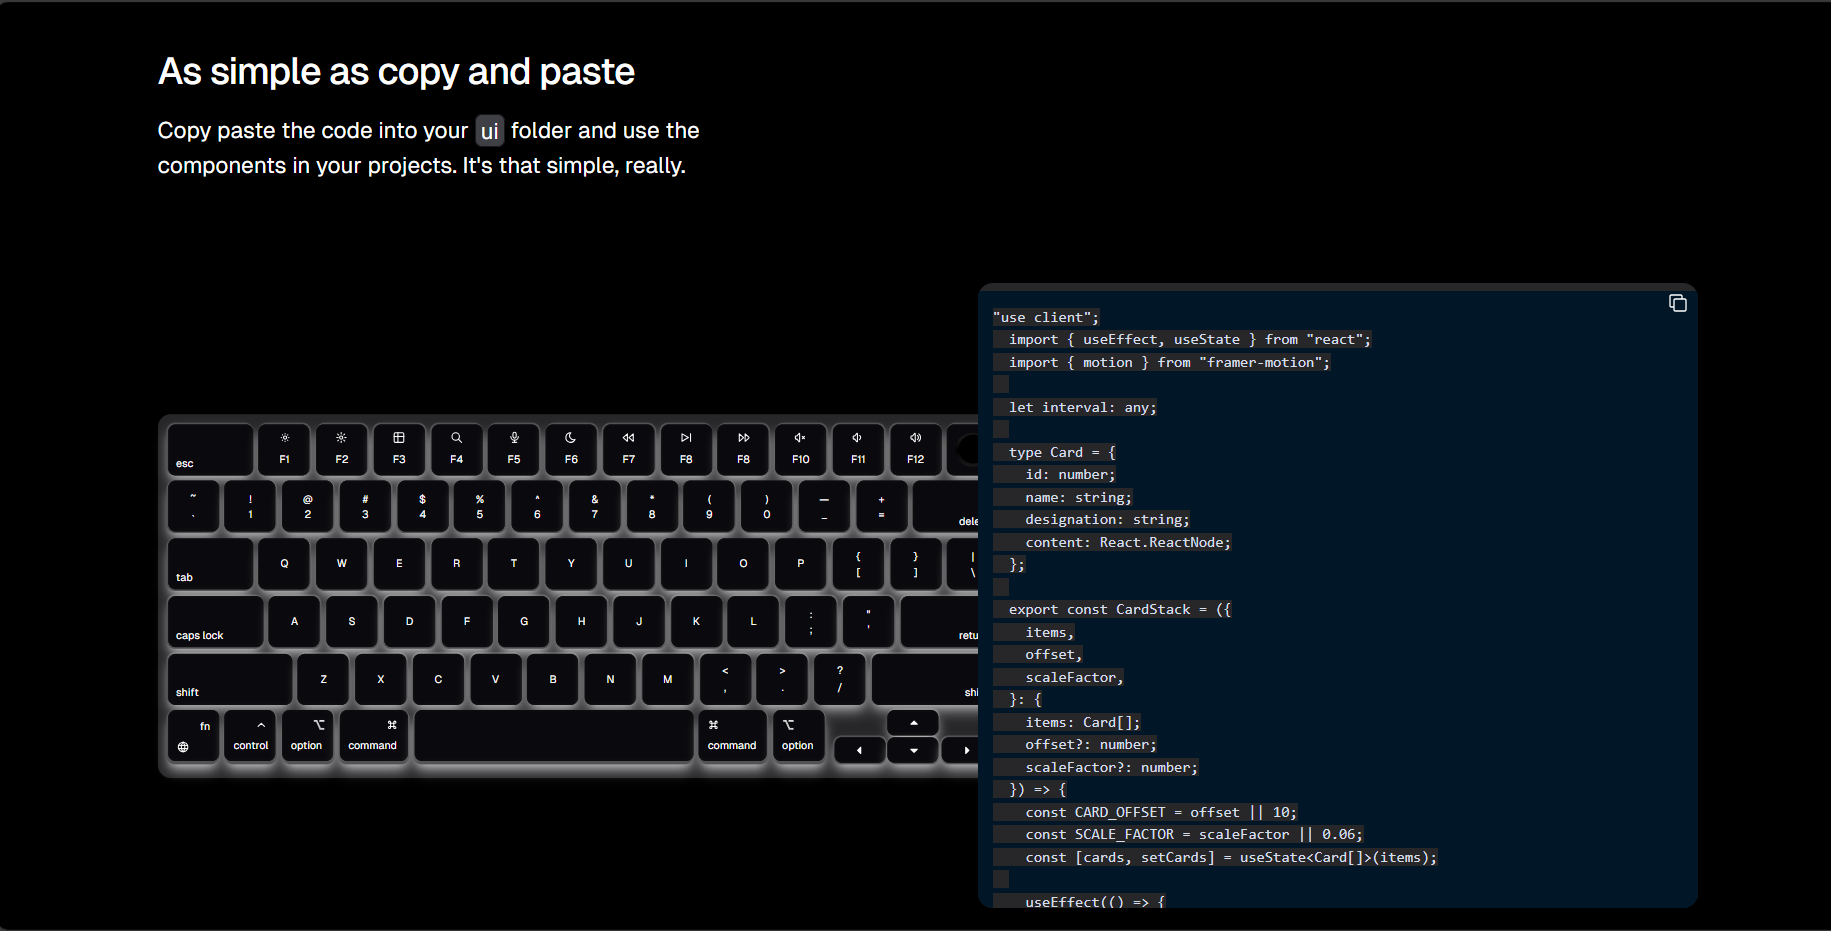 As simple as copy and paste
Copy paste the code into your ui folder and use the
components in your projects. It's that simple, really.
"use client";
import { useEffect, useState } from "react";
import { motion } from "framer-motion";
let interval: any;
type Card = {
id: number;
name: string;
designation: string;
content: React.ReactNode;
};
export const CardStack = ({
items,
offset,
scaleFactor,
}: {
items: Card[];
offset?: number;
scaleFactor?: number;
}) => {
const CARD_OFFSET = offset || 10;
const SCALE_FACTOR = scaleFactor || 0.06;
const [cards, setCards] = useState<Card[]>(items);
useEffect(() => {
esc F1 F2 F3 F4 F5 F6 F7 F8 F8 F10 F11 F12
~ ! @ # $ % ^ & * ( ) — +
` 1 2 3 4 5 6 7 8 9 0 _ = dele
tab Q W E R T Y U I O P { [ } ] | \
caps lock A S D F G H J K L : ; " ' retu
shift Z X C V B N M < , > . ? / shi
fn ^ ⌥ ⌘ ⌘ ⌥
control option command command option